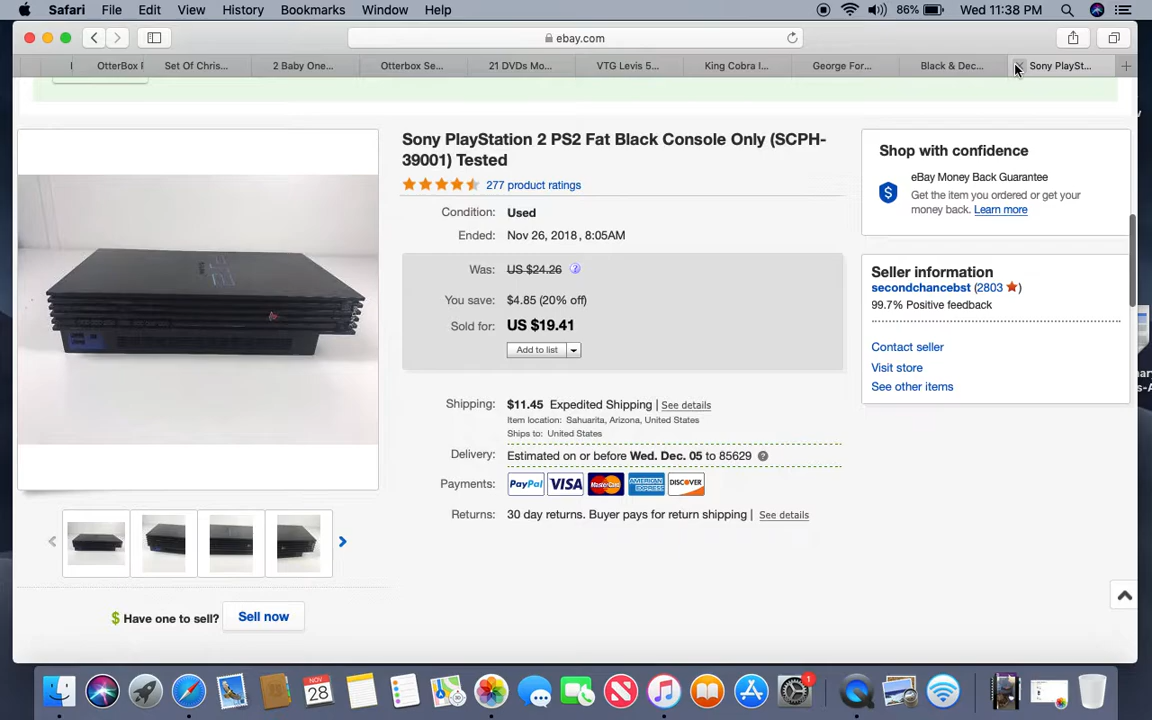 Safari File Edit View History Bookmarks Window Help 86% Wed 11:38 PM
ebay.com
OtterBox Set Of Chris... 2 Baby One... Otterbox Se... 21 DVDs Mo... VTG Levis 5... King Cobra I... George For... Black & Dec... Sony PlaySt...
Sony PlayStation 2 PS2 Fat Black Console Only (SCPH-
39001) Tested
277 product ratings
Condition: Used
Ended: Nov 26, 2018 , 8:05AM
Was: US $24.26
You save: $4.85 (20% off)
Sold for: US $19.41
Add to list
Shipping: $11.45 Expedited Shipping | See details
Item location: Sahuarita, Arizona, United States
Ships to: United States
Delivery: Estimated on or before Wed. Dec. 05 to 85629
Payments: PayPal VISA MasterCard AMERICAN EXPRESS DISCOVER
Returns: 30 day returns. Buyer pays for return shipping | See details
Shop with confidence
eBay Money Back Guarantee
Get the item you ordered or get your
money back. Learn more
Seller information
secondchancebst (2803)
99.7% Positive feedback
Contact seller
Visit store
See other items
Have one to sell? Sell now
NOV
28
1